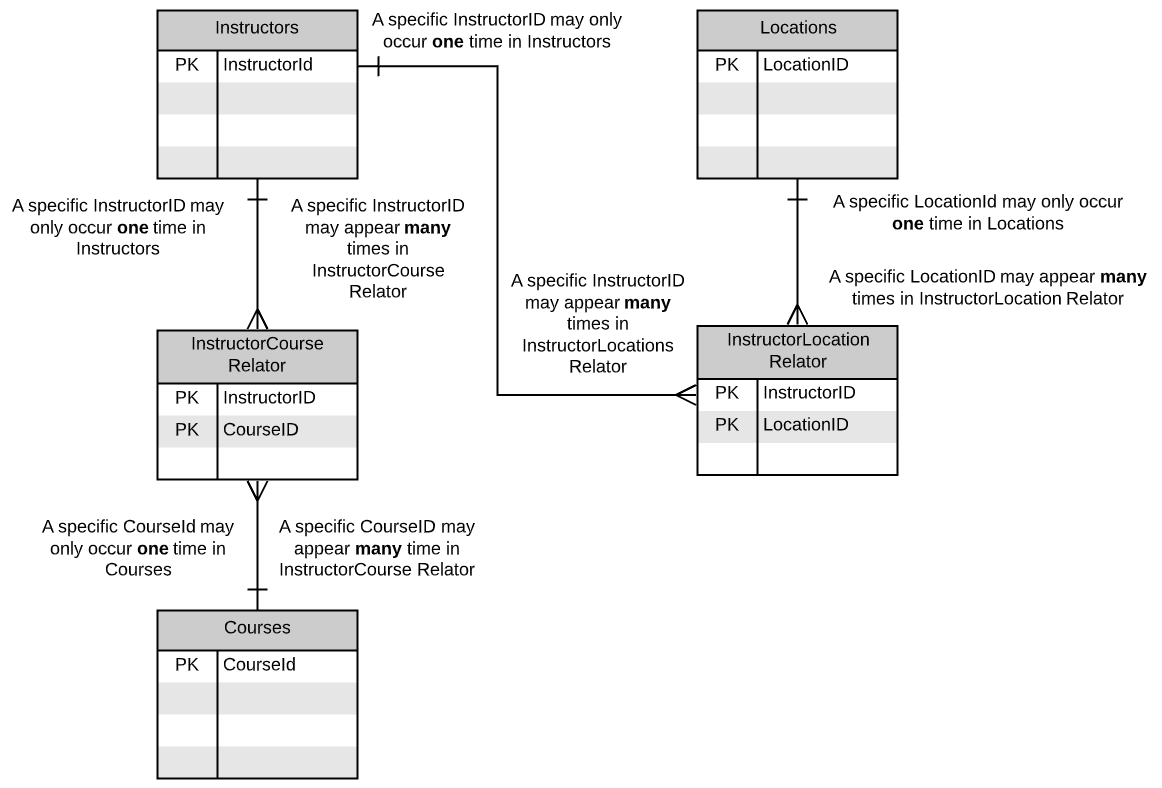 Instructors
PK InstructorId
A specific InstructorID may only
occur one time in Instructors
Locations
PK LocationID
A specific InstructorID may
only occur one time in
Instructors
A specific InstructorID
may appear many
times in
InstructorCourse
Relator
A specific LocationId may only occur
one time in Locations
A specific InstructorID
may appear many
times in
InstructorLocations
Relator
A specific LocationID may appear many
times in InstructorLocation Relator
InstructorCourse
Relator
PK InstructorID
PK CourseID
InstructorLocation
Relator
PK InstructorID
PK LocationID
A specific CourseId may
only occur one time in
Courses
A specific CourseID may
appear many time in
InstructorCourse Relator
Courses
PK CourseId